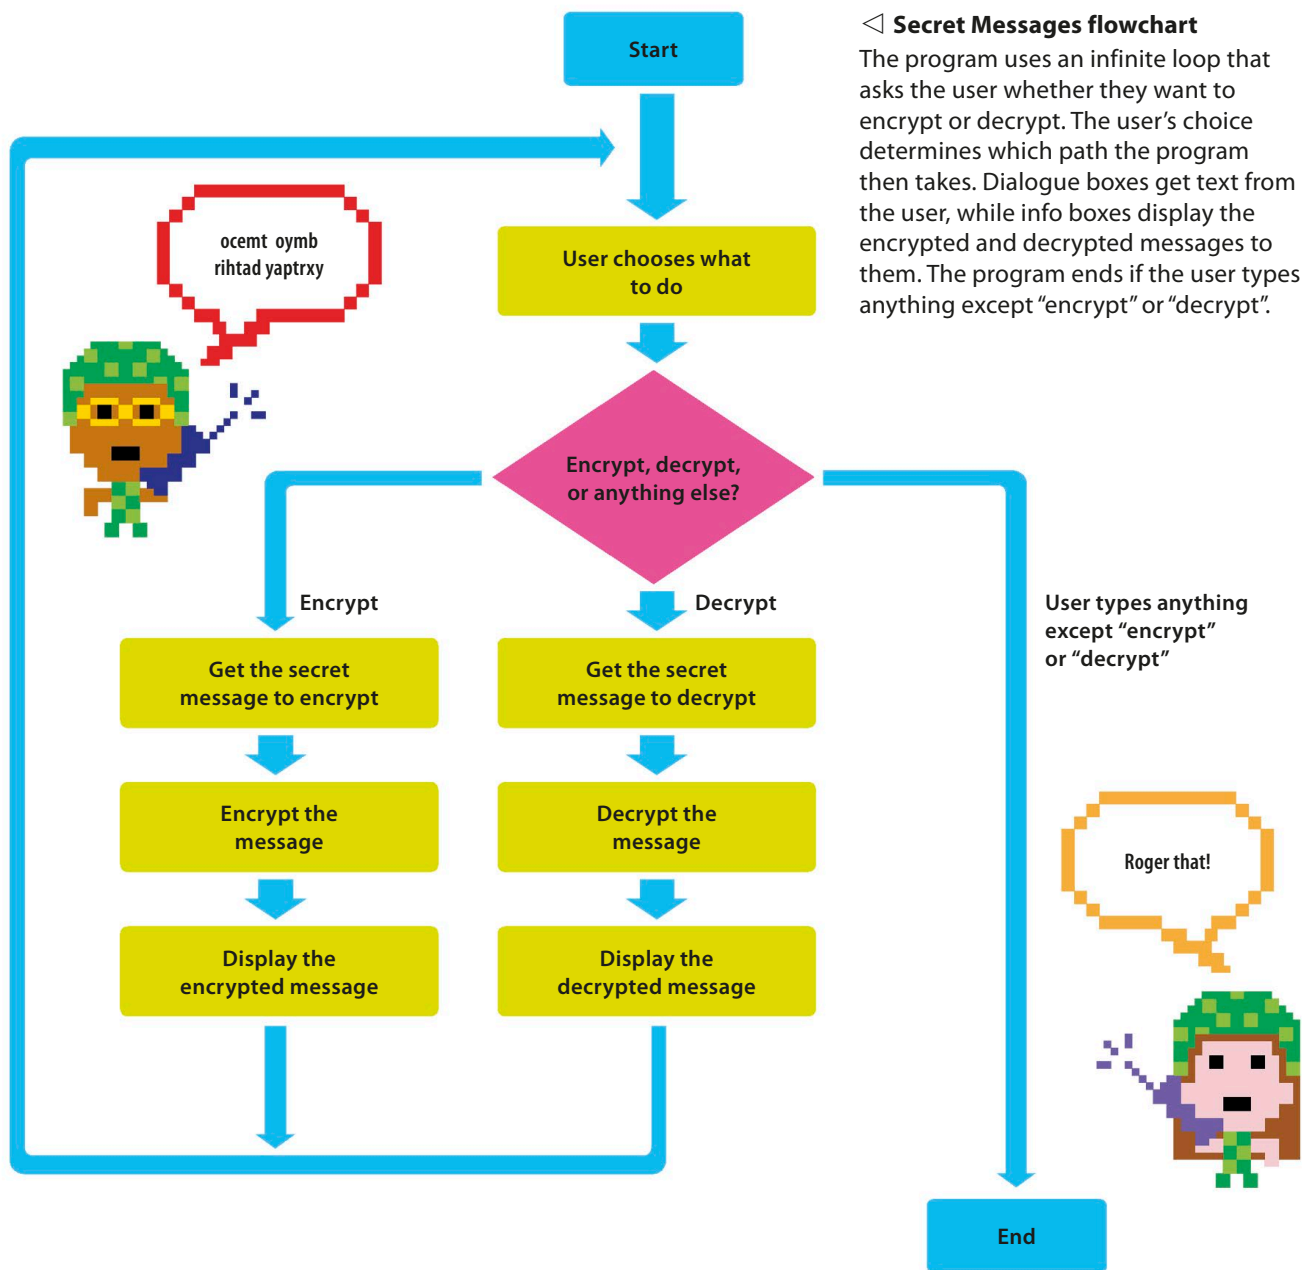 Start
◁ Secret Messages flowchart
The program uses an infinite loop that
asks the user whether they want to
encrypt or decrypt. The user’s choice
determines which path the program
then takes. Dialogue boxes get text from
the user, while info boxes display the
encrypted and decrypted messages to
them. The program ends if the user types
anything except “encrypt” or “decrypt”.
ocemt oymb
rihtad yaptrxy
User chooses what
to do
Encrypt, decrypt,
or anything else?
Encrypt
Decrypt
User types anything
except “encrypt”
or “decrypt”
Get the secret
message to encrypt
Get the secret
message to decrypt
Encrypt the
message
Decrypt the
message
Roger that!
Display the
encrypted message
Display the
decrypted message
End